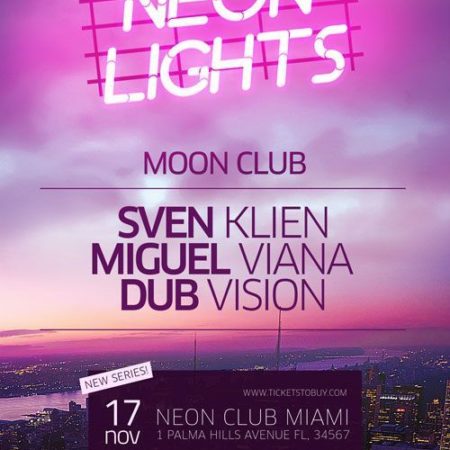 NEON
LIGHTS
MOON CLUB
SVEN KLIEN
MIGUEL VIANA
DUB VISION
NEW SERIES!
WWW.TICKETSTOBUY.COM
17
NOV
NEON CLUB MIAMI
1 PALMA HILLS AVENUE FL, 34567